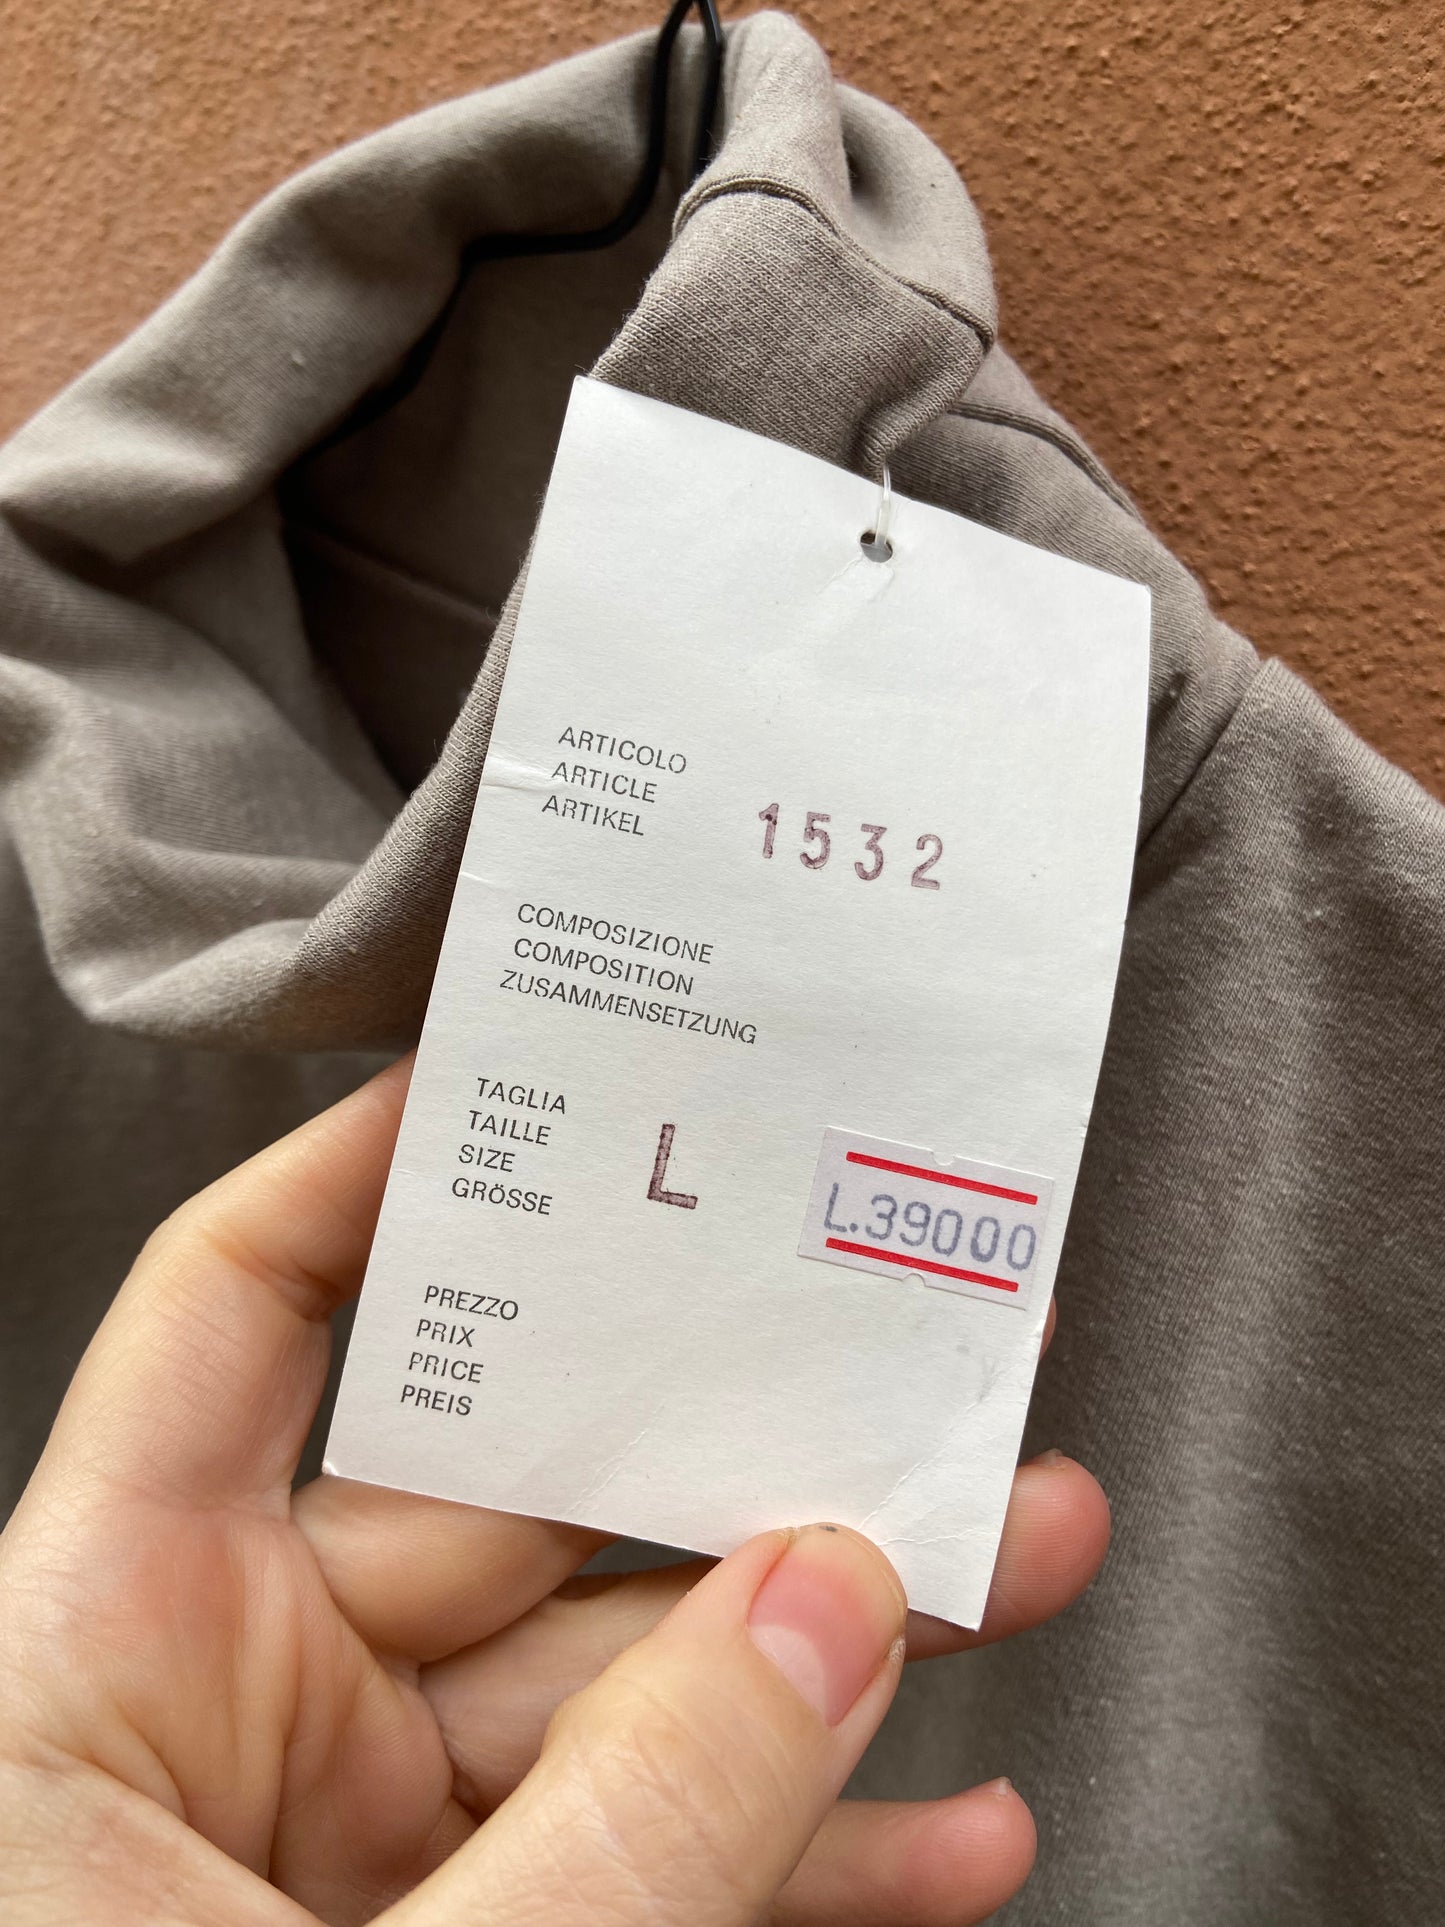 ARTICOLO
ARTICLE
ARTIKEL
1532
COMPOSIZIONE
COMPOSITION
ZUSAMMENSETZUNG
TAGLIA
TAILLE
SIZE
GRÖSSE
L
L.39000
PREZZO
PRIX
PRICE
PREIS